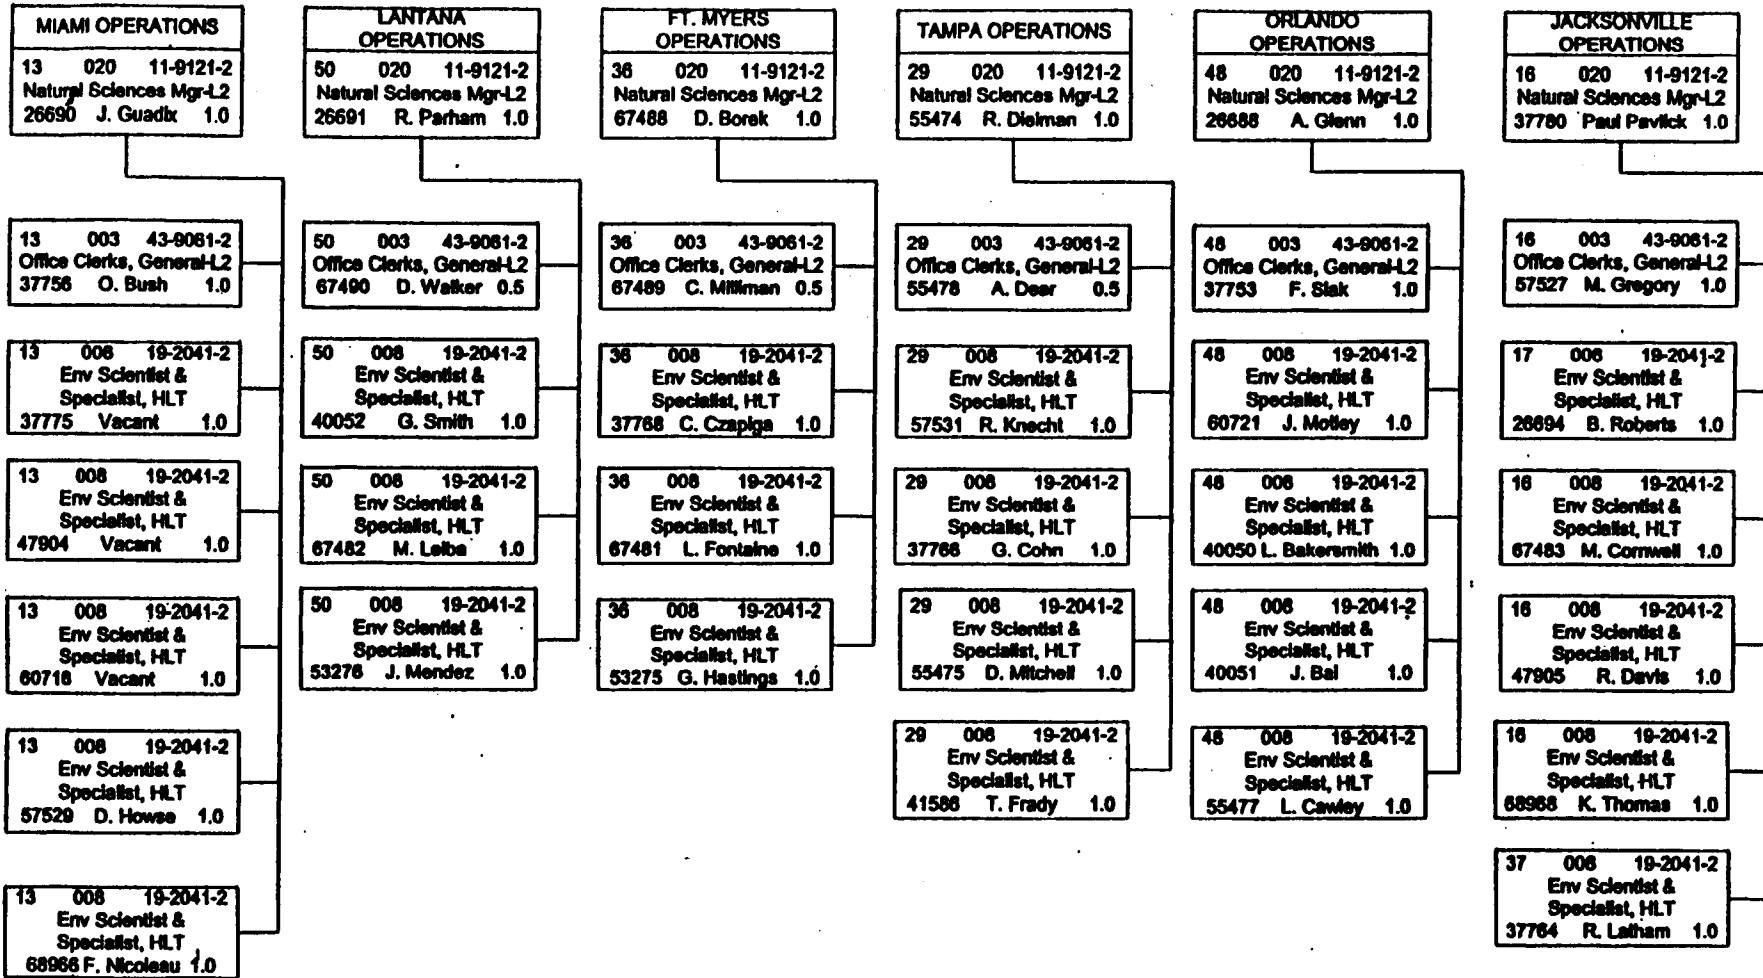 MIAMI OPERATIONS
13 020 11-9121-2
Natural Sciences Mgr-L2
26690 J. Guadix 1.0
13 003 43-9061-2
Office Clerks, General-L2
37756 O. Bush 1.0
13 008 19-2041-2
Env Scientist &
Specialist, HLT
37775 Vacant 1.0
13 008 19-2041-2
Env Scientist &
Specialist, HLT
47904 Vacant 1.0
13 008 19-2041-2
Env Scientist &
Specialist, HLT
60718 Vacant 1.0
13 008 19-2041-2
Env Scientist &
Specialist, HLT
57529 D. Howse 1.0
13 008 19-2041-2
Env Scientist &
Specialist, HLT
68966 F. Nicoleau 1.0
LANTANA
OPERATIONS
50 020 11-9121-2
Natural Sciences Mgr-L2
26691 R. Parham 1.0
50 003 43-9061-2
Office Clerks, General-L2
67490 D. Walker 0.5
50 008 19-2041-2
Env Scientist &
Specialist, HLT
40052 G. Smith 1.0
50 008 19-2041-2
Env Scientist &
Specialist, HLT
67482 M. Leiba 1.0
50 008 19-2041-2
Env Scientist &
Specialist, HLT
53276 J. Mendez 1.0
FT. MYERS
OPERATIONS
36 020 11-9121-2
Natural Sciences Mgr-L2
67488 D. Borek 1.0
36 003 43-9061-2
Office Clerks, General-L2
67489 C. Milliman 0.5
36 008 19-2041-2
Env Scientist &
Specialist, HLT
37768 C. Czapiga 1.0
36 008 19-2041-2
Env Scientist &
Specialist, HLT
67481 L. Fontaine 1.0
36 008 19-2041-2
Env Scientist &
Specialist, HLT
53275 G. Hastings 1.0
TAMPA OPERATIONS
29 020 11-9121-2
Natural Sciences Mgr-L2
55474 R. Dielman 1.0
29 003 43-9061-2
Office Clerks, General-L2
55478 A. Dear 0.5
29 008 19-2041-2
Env Scientist &
Specialist, HLT
57531 R. Knecht 1.0
29 008 19-2041-2
Env Scientist &
Specialist, HLT
37766 G. Cohn 1.0
29 008 19-2041-2
Env Scientist &
Specialist, HLT
55475 D. Mitchell 1.0
29 008 19-2041-2
Env Scientist &
Specialist, HLT
41586 T. Frady 1.0
ORLANDO
OPERATIONS
48 020 11-9121-2
Natural Sciences Mgr-L2
26688 A. Glenn 1.0
48 003 43-9061-2
Office Clerks, General-L2
37753 F. Siak 1.0
48 008 19-2041-2
Env Scientist &
Specialist, HLT
60721 J. Motley 1.0
48 008 19-2041-2
Env Scientist &
Specialist, HLT
40050 L. Bakersmith 1.0
48 008 19-2041-2
Env Scientist &
Specialist, HLT
40051 J. Bal 1.0
48 008 19-2041-2
Env Scientist &
Specialist, HLT
55477 L. Cawley 1.0
JACKSONVILLE
OPERATIONS
16 020 11-9121-2
Natural Sciences Mgr-L2
37780 Paul Pavlick 1.0
16 003 43-9061-2
Office Clerks, General-L2
57527 M. Gregory 1.0
17 008 19-2041-2
Env Scientist &
Specialist, HLT
26694 B. Roberts 1.0
16 008 19-2041-2
Env Scientist &
Specialist, HLT
67483 M. Cornwell 1.0
16 008 19-2041-2
Env Scientist &
Specialist, HLT
47905 R. Davis 1.0
16 008 19-2041-2
Env Scientist &
Specialist, HLT
68968 K. Thomas 1.0
37 008 19-2041-2
Env Scientist &
Specialist, HLT
37764 R. Latham 1.0